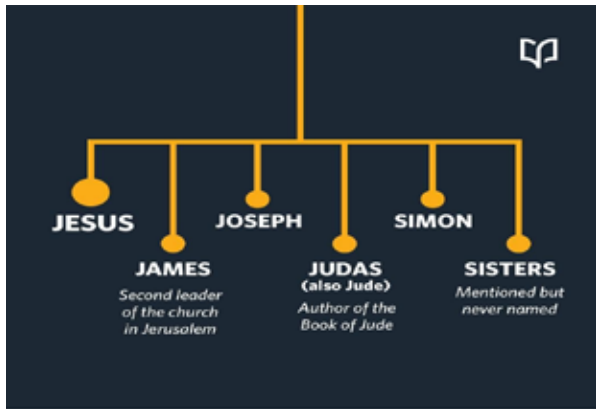 JESUS
JAMES
Second leader
of the church
in Jerusalem
JOSEPH
JUDAS
(also Jude)
Author of the
Book of Jude
SIMON
SISTERS
Mentioned but
never named